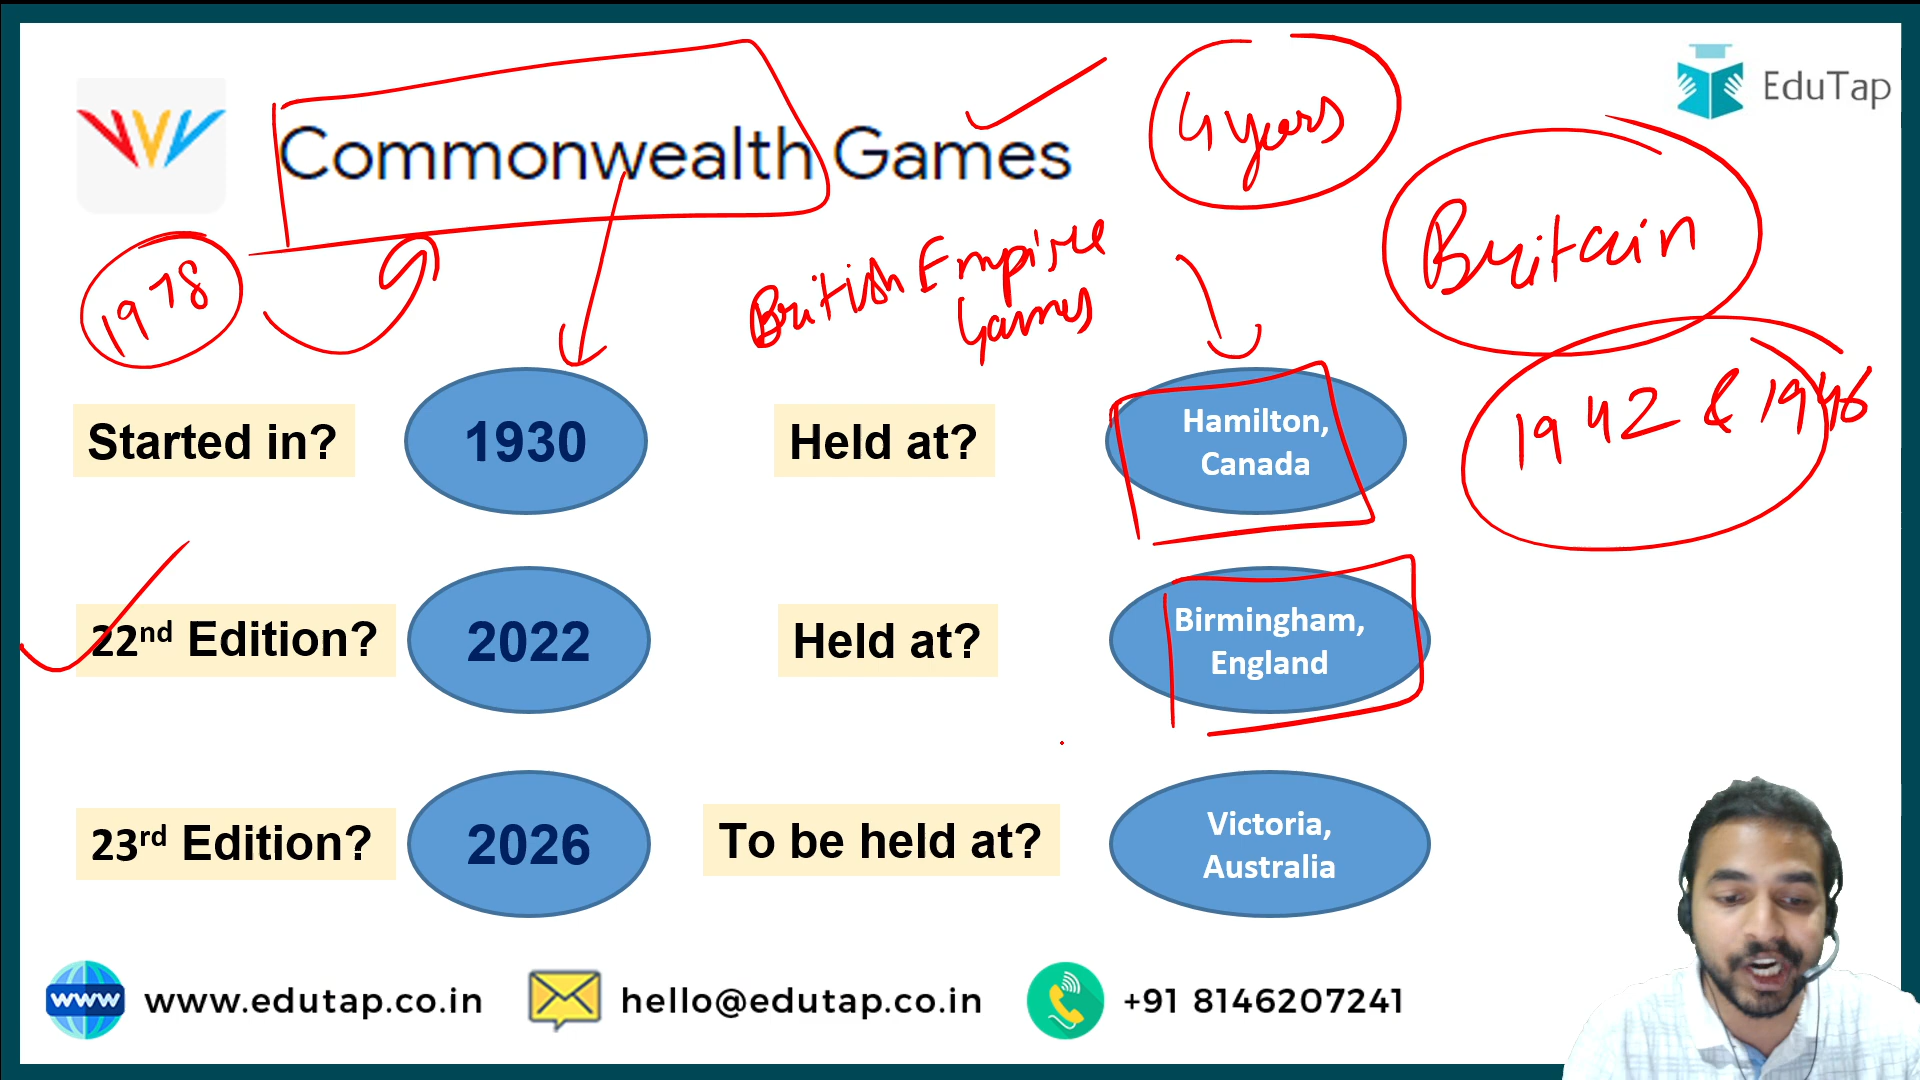 EduTap
4 years
Commonwealth Games
Britain
British Empire
Games
1978
1942 & 1946
Started in?
1930
Held at?
Hamilton,
Canada
22nd Edition?
2022
Held at?
Birmingham,
England
23rd Edition?
2026
To be held at?
Victoria,
Australia
www
www.edutap.co.in
hello@edutap.co.in
+91 8146207241